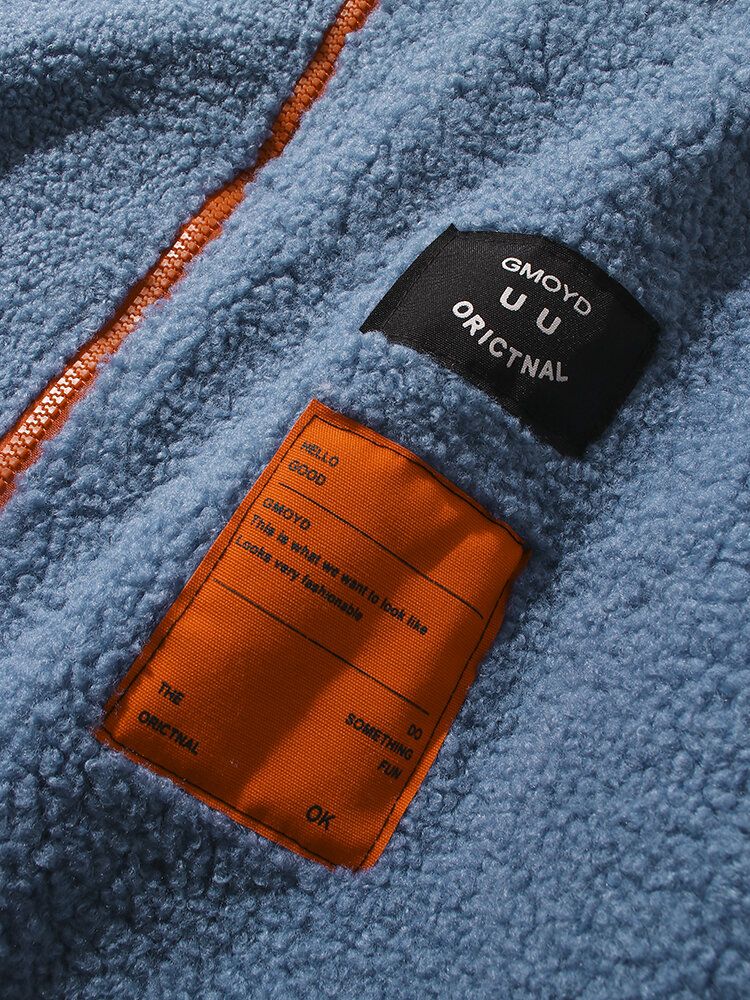 GMOYD
U U
ORICTNAL
HELLO
GOOD
GMOYD
This is what we want to look like
Looks very fashionable
THE
ORICTNAL
DO
SOMETHING
FUN
OK